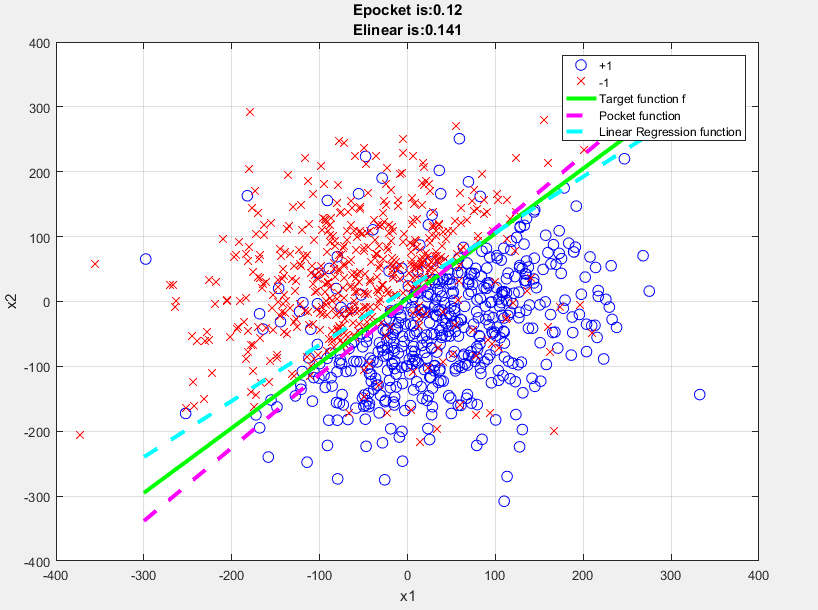 Epocket is:0.12
Elinear is:0.141
400
300
200
100
0
-100
-200
-300
-400
x2
+1
-1
Target function f
Pocket function
Linear Regression function
-400 -300 -200 -100 0 100 200 300 400
x1